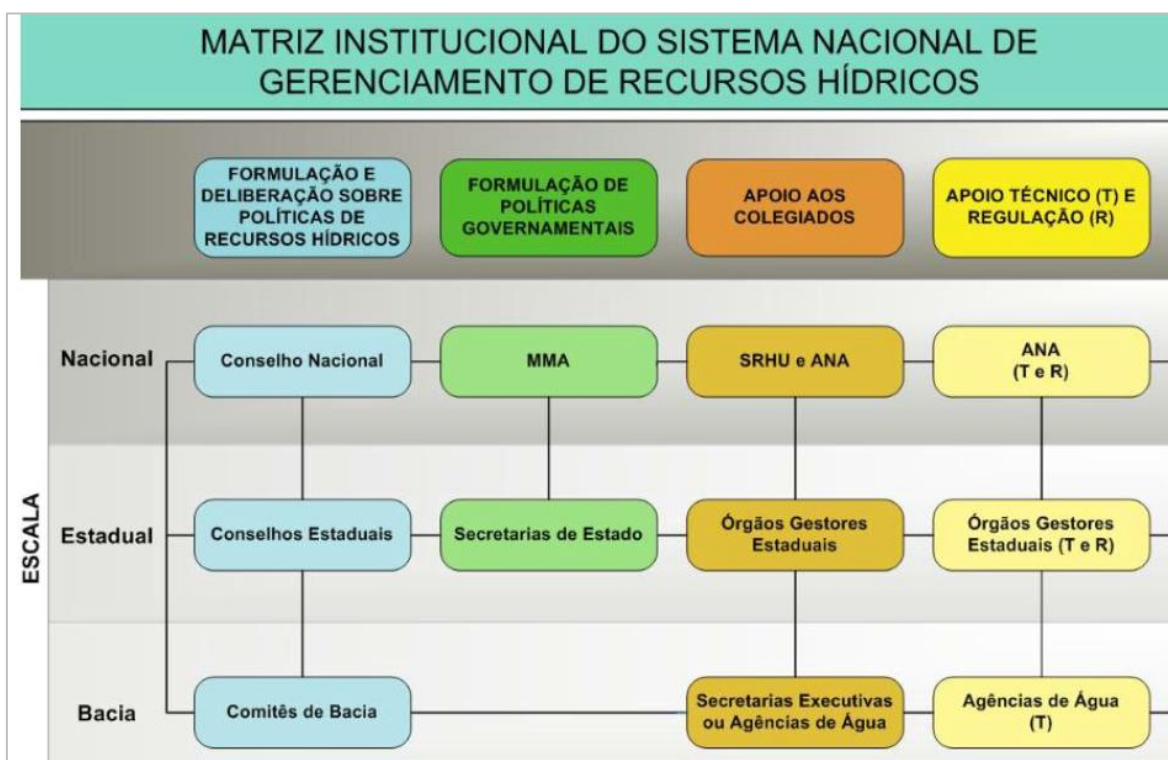 MATRIZ INSTITUCIONAL DO SISTEMA NACIONAL DE
GERENCIAMENTO DE RECURSOS HÍDRICOS
FORMULAÇÃO E
DELIBERAÇÃO SOBRE
POLÍTICAS DE
RECURSOS HÍDRICOS
FORMULAÇÃO DE
POLÍTICAS
GOVERNAMENTAIS
APOIO AOS
COLEGIADOS
APOIO TÉCNICO (T) E
REGULAÇÃO (R)
ESCALA
Nacional
Conselho Nacional
MMA
SRHU e ANA
ANA
(T e R)
Estadual
Conselhos Estaduais
Secretarias de Estado
Órgãos Gestores
Estaduais
Órgãos Gestores
Estaduais (T e R)
Bacia
Comitês de Bacia
Secretarias Executivas
ou Agências de Água
Agências de Água
(T)